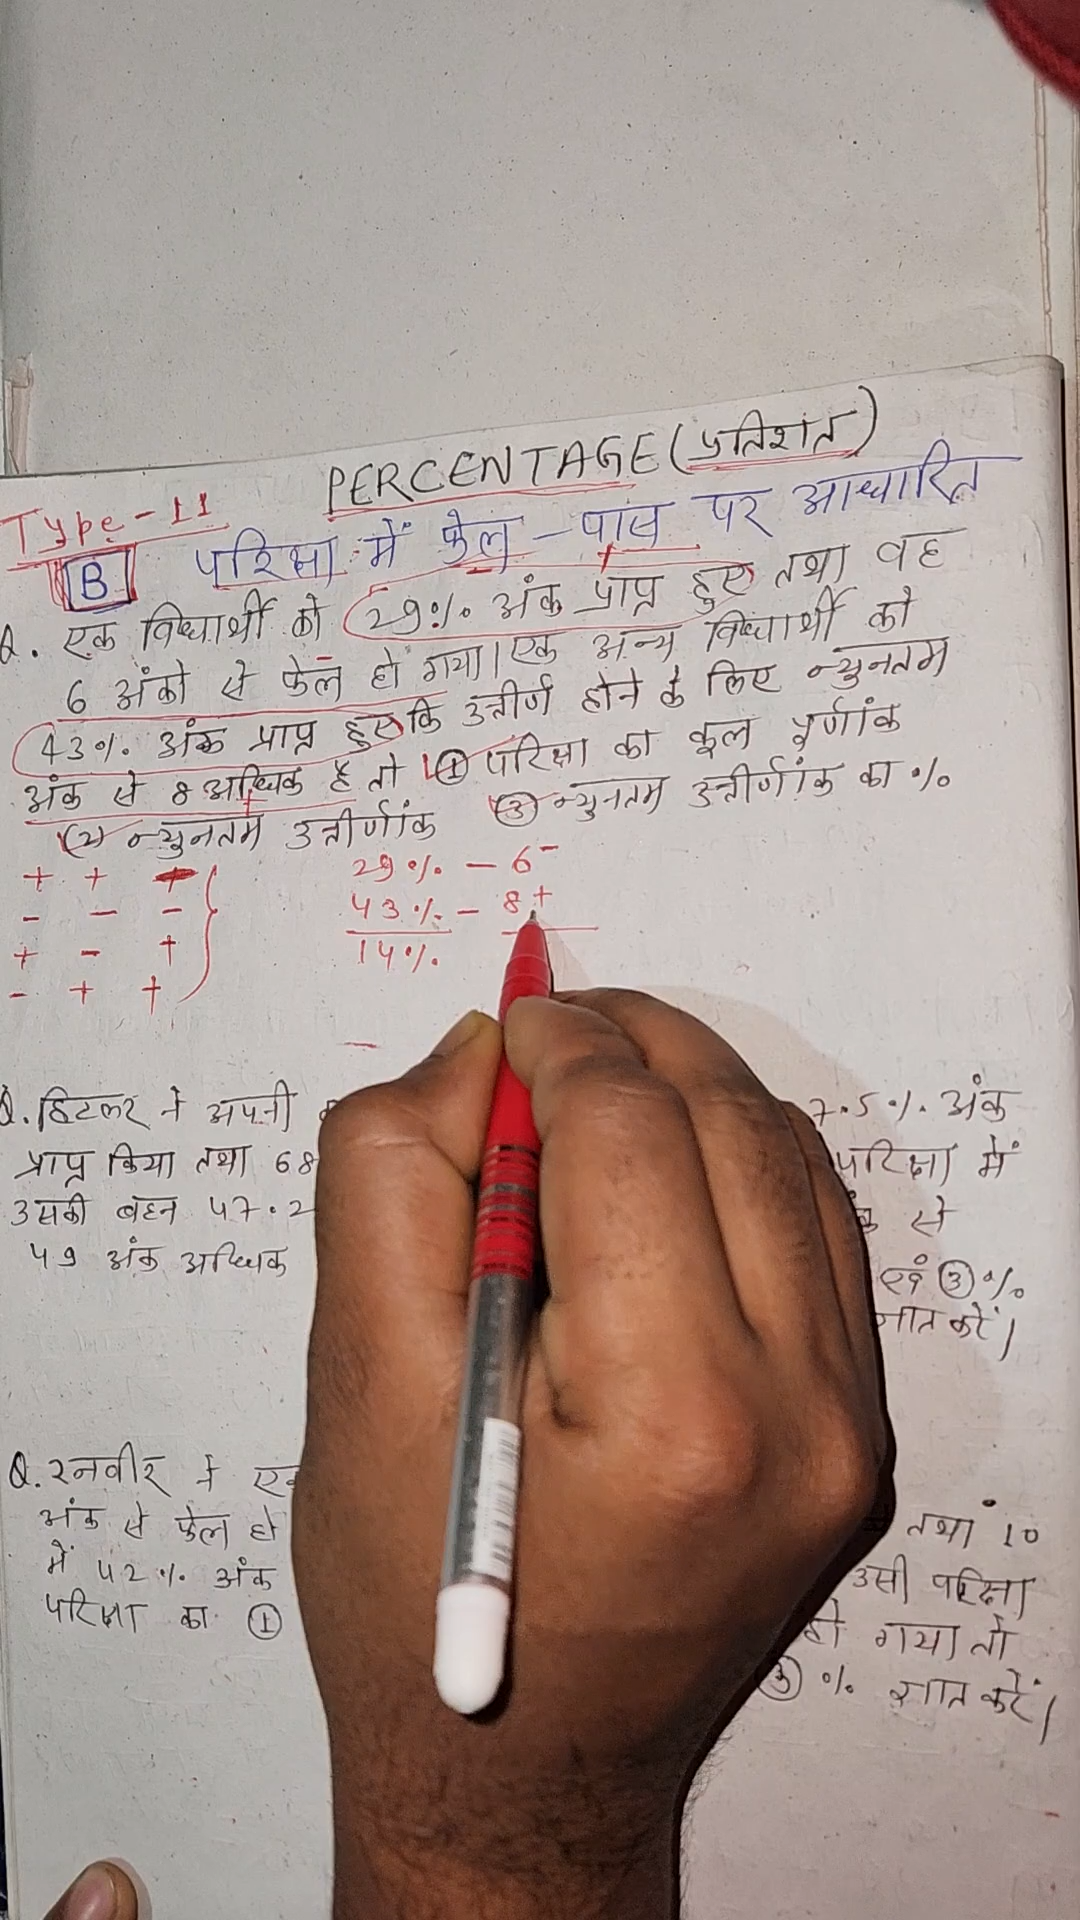 PERCENTAGE (प्रतिशत)
Type - 11
B परिक्षा में फेल - पास पर आधारित
Q. एक विधार्थी को 29% अंक प्राप्त हुए तथा वह
6 अंको से फेल हो गया। एक अन्य विधार्थी को
43% अंक प्राप्त हुए कि उत्तीर्ण होने के लिए न्युनतम
अंक से 8 अधिक है तो ① परिक्षा का कुल पूर्णांक
② न्युनतम उत्तीर्णांक ③ न्युनतम उत्तीर्णांक का %
+ + +
- - -
+ - +
- + +
29% - 6 -
43% - 8 +
14%
Q. हिटलर ने अपनी 7.5% अंक
प्राप्त किया तथा 68 परिक्षा में
उसकी बहन 47.2 से
49 अंक अधिक एवं ③ %
ज्ञात करें।
Q. रनवीर ने
अंक से फेल हो तथा 10
में 42% अंक उसी परिक्षा
परिक्षा का ① हो गया तो
③ % ज्ञात करें।